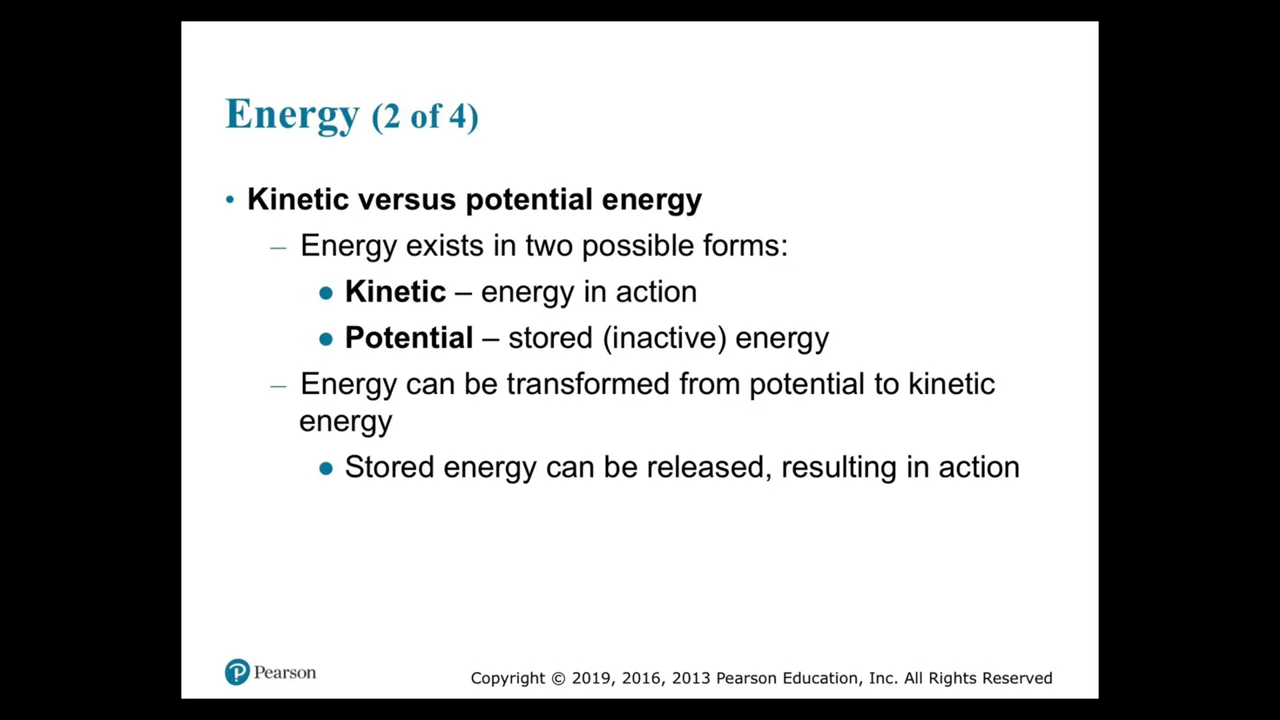 Energy (2 of 4)
• Kinetic versus potential energy
– Energy exists in two possible forms:
● Kinetic – energy in action
● Potential – stored (inactive) energy
– Energy can be transformed from potential to kinetic
energy
● Stored energy can be released, resulting in action
Pearson
Copyright © 2019, 2016, 2013 Pearson Education, Inc. All Rights Reserved